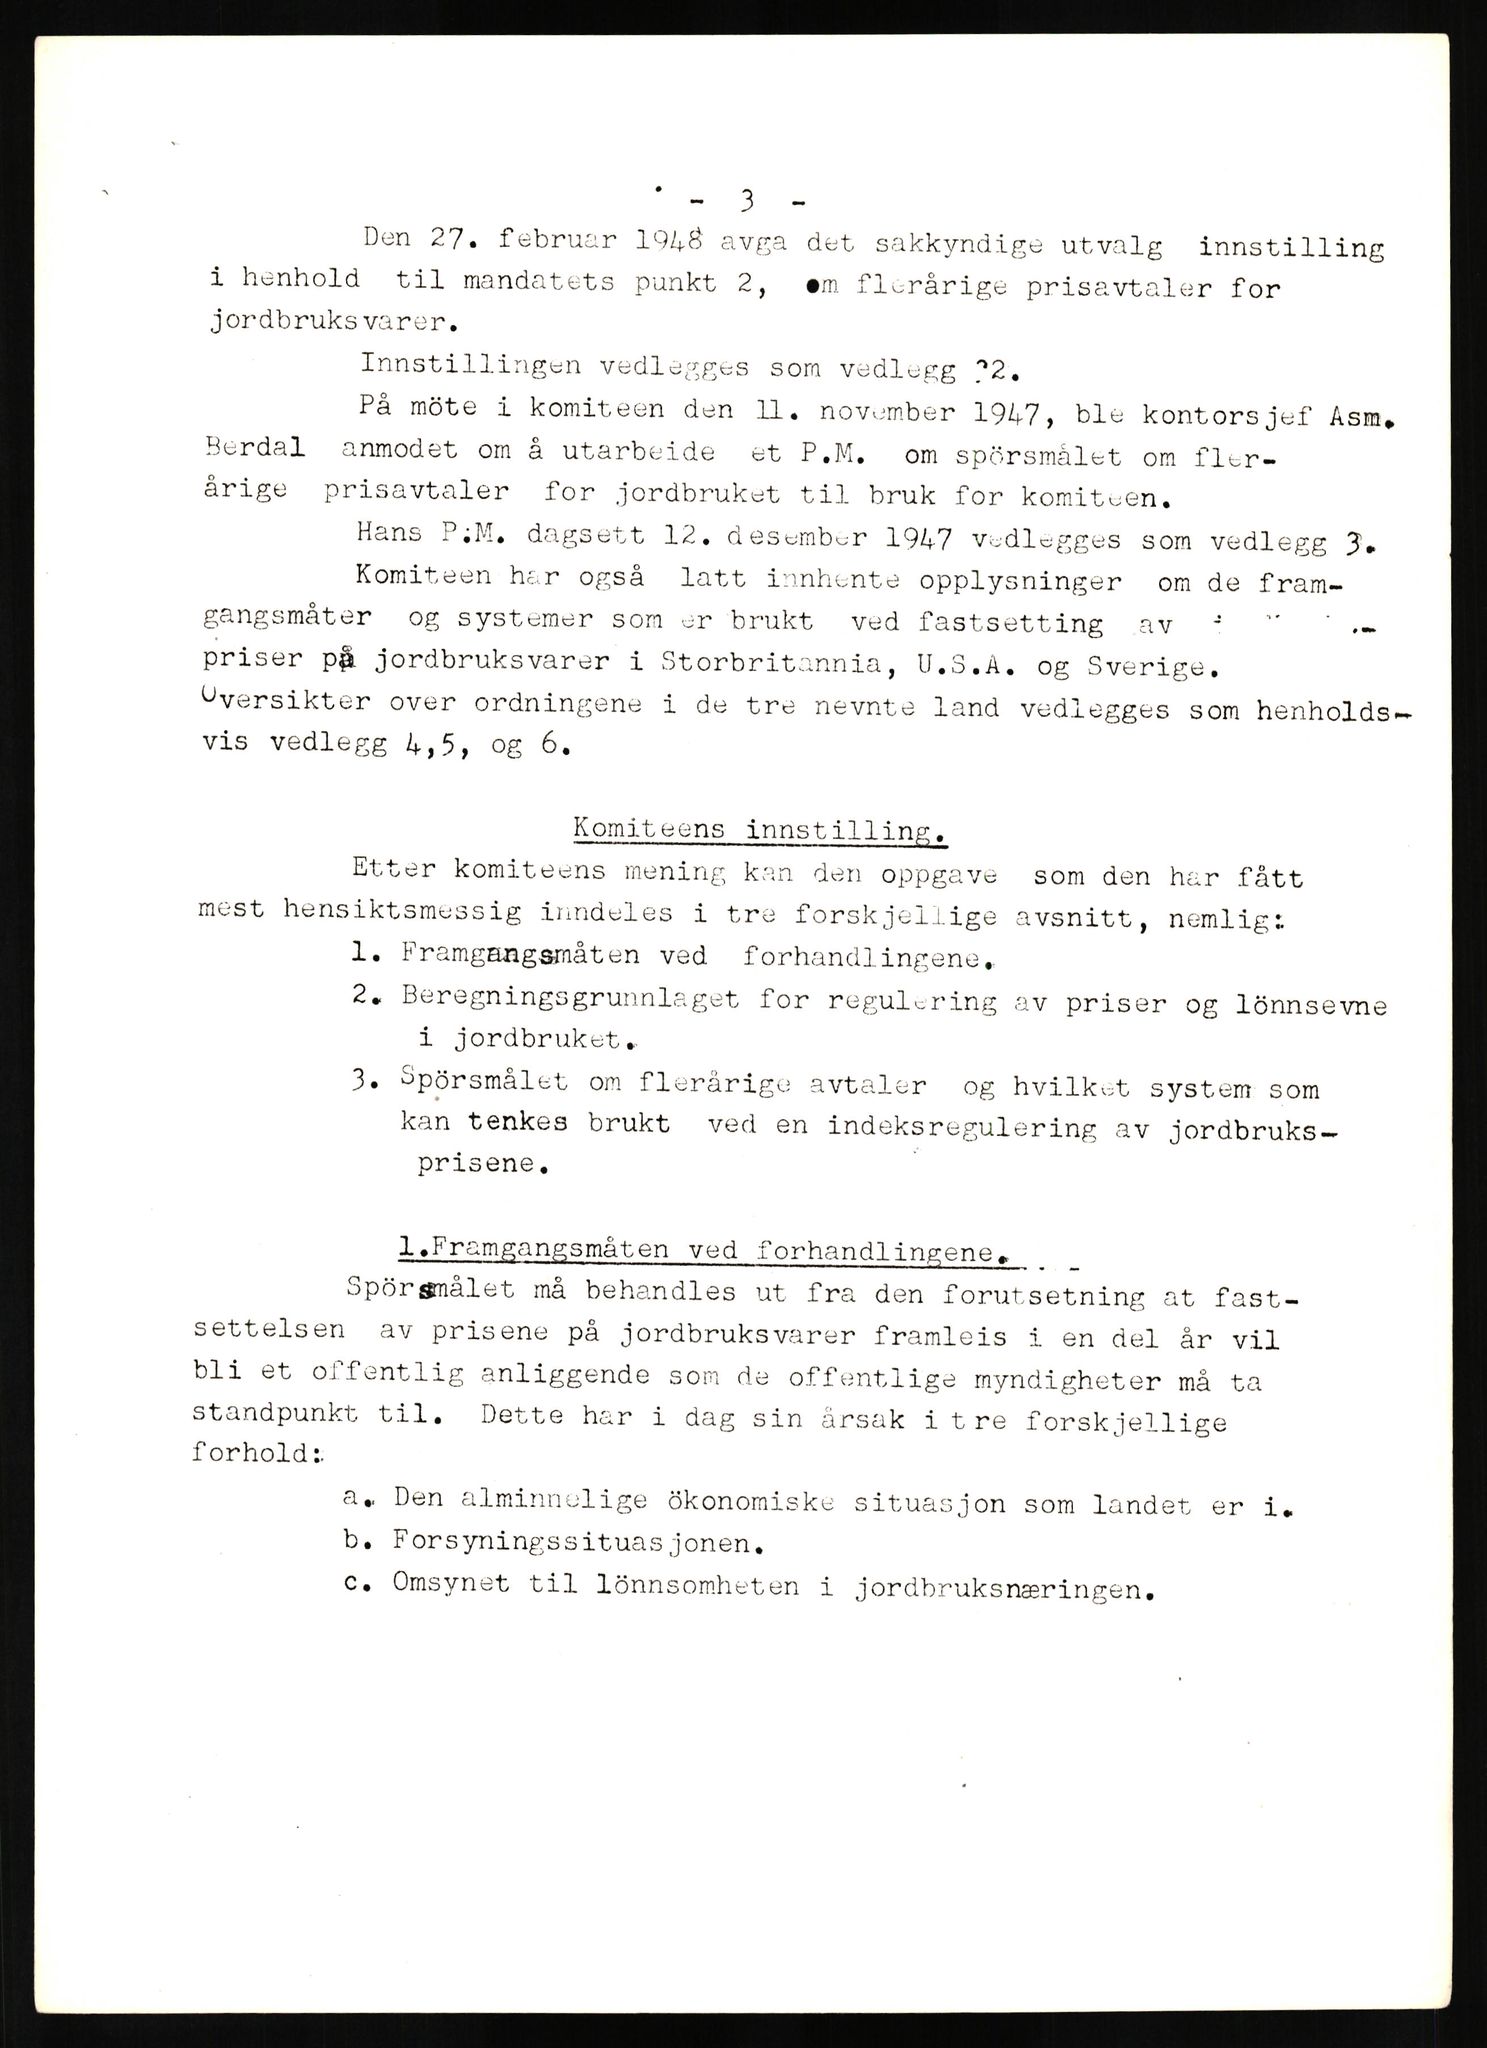 - 3 -
Den 27. februar 1948 avga det sakkyndige utvalg innstilling
i henhold til mandatets punkt 2, om flerårige prisavtaler for
jordbruksvarer.
Innstillingen vedlegges som vedlegg 2.
På möte i komiteen den 11. november 1947, ble kontorsjef Asm.
Berdal anmodet om å utarbeide et P.M. om spörsmålet om fler-
årige prisavtaler for jordbruket til bruk for komiteen.
Hans P.M. dagsett 12. desember 1947 vedlegges som vedlegg 3.
Komiteen har også latt innhente opplysninger om de fram-
gangsmåter og systemer som er brukt ved fastsetting av
priser på jordbruksvarer i Storbritannia, U.S.A. og Sverige.
Oversikter over ordningene i de tre nevnte land vedlegges som henholds-
vis vedlegg 4,5, og 6.
Komiteens innstilling.
Etter komiteens mening kan den oppgave som den har fått
mest hensiktsmessig inndeles i tre forskjellige avsnitt, nemlig:
1. Framgangsmåten ved forhandlingene.
2. Beregningsgrunnlaget for regulering av priser og lönnsevne
i jordbruket.
3. Spörsmålet om flerårige avtaler og hvilket system som
kan tenkes brukt ved en indeksregulering av jordbruks-
prisene.
1.Framgangsmåten ved forhandlingene.
Spörsmålet må behandles ut fra den forutsetning at fast-
settelsen av prisene på jordbruksvarer framleis i en del år vil
bli et offentlig anliggende som de offentlige myndigheter må ta
standpunkt til. Dette har i dag sin årsak i tre forskjellige
forhold:
a. Den alminnelige ökonomiske situasjon som landet er i.
b. Forsyningssituasjonen.
c. Omsynet til lönnsomheten i jordbruksnæringen.